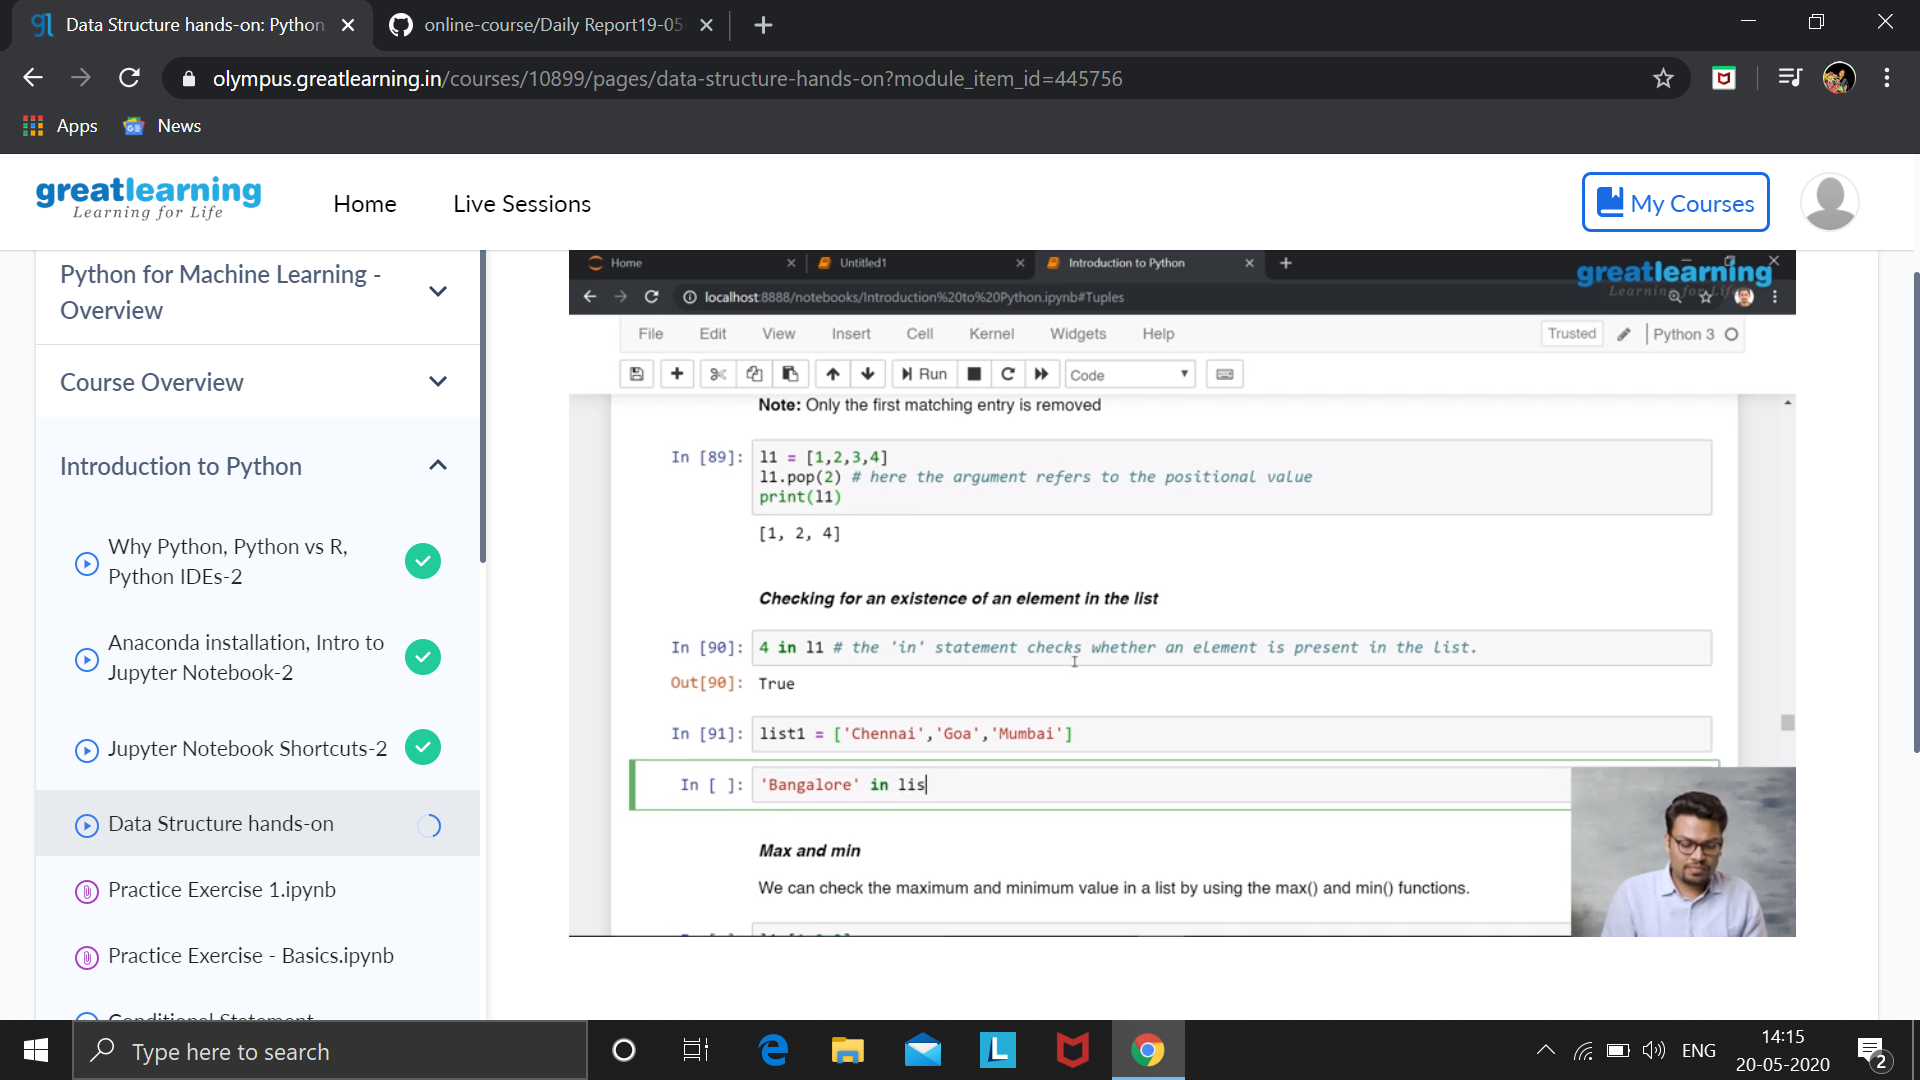 Data Structure hands-on: Python
online-course/Daily Report19-05
olympus.greatlearning.in/courses/10899/pages/data-structure-hands-on?module_item_id=445756
Apps
News
greatlearning
Learning for Life
Home
Live Sessions
My Courses
Python for Machine Learning -
Overview
Course Overview
Introduction to Python
Why Python, Python vs R,
Python IDEs-2
Anaconda installation, Intro to
Jupyter Notebook-2
Jupyter Notebook Shortcuts-2
Data Structure hands-on
Practice Exercise 1.ipynb
Practice Exercise - Basics.ipynb
Conditional Statement
Home
Untitled1
Introduction to Python
greatlearning
Learning for Life
localhost:8888/notebooks/Introduction%20to%20Python.ipynb#Tuples
File Edit View Insert Cell Kernel Widgets Help
Trusted
Python 3
Run
Code
Note: Only the first matching entry is removed
In [89]: l1 = [1,2,3,4]
l1.pop(2) # here the argument refers to the positional value
print(l1)
[1, 2, 4]
Checking for an existence of an element in the list
In [90]: 4 in l1 # the 'in' statement checks whether an element is present in the list.
Out[90]: True
In [91]: list1 = ['Chennai','Goa','Mumbai']
In [ ]: 'Bangalore' in lis
Max and min
We can check the maximum and minimum value in a list by using the max() and min() functions.
Type here to search
ENG
14:15
20-05-2020
2